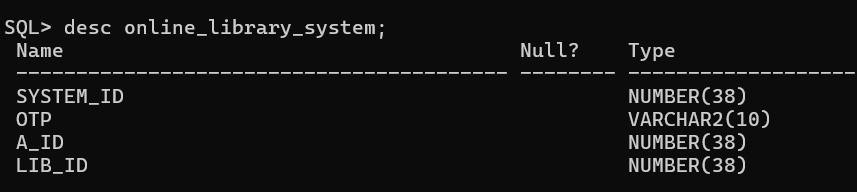 SQL> desc online_library_system;
Name Null? Type
----------------------------------------- -------- -------------------
SYSTEM_ID NUMBER(38)
OTP VARCHAR2(10)
A_ID NUMBER(38)
LIB_ID NUMBER(38)